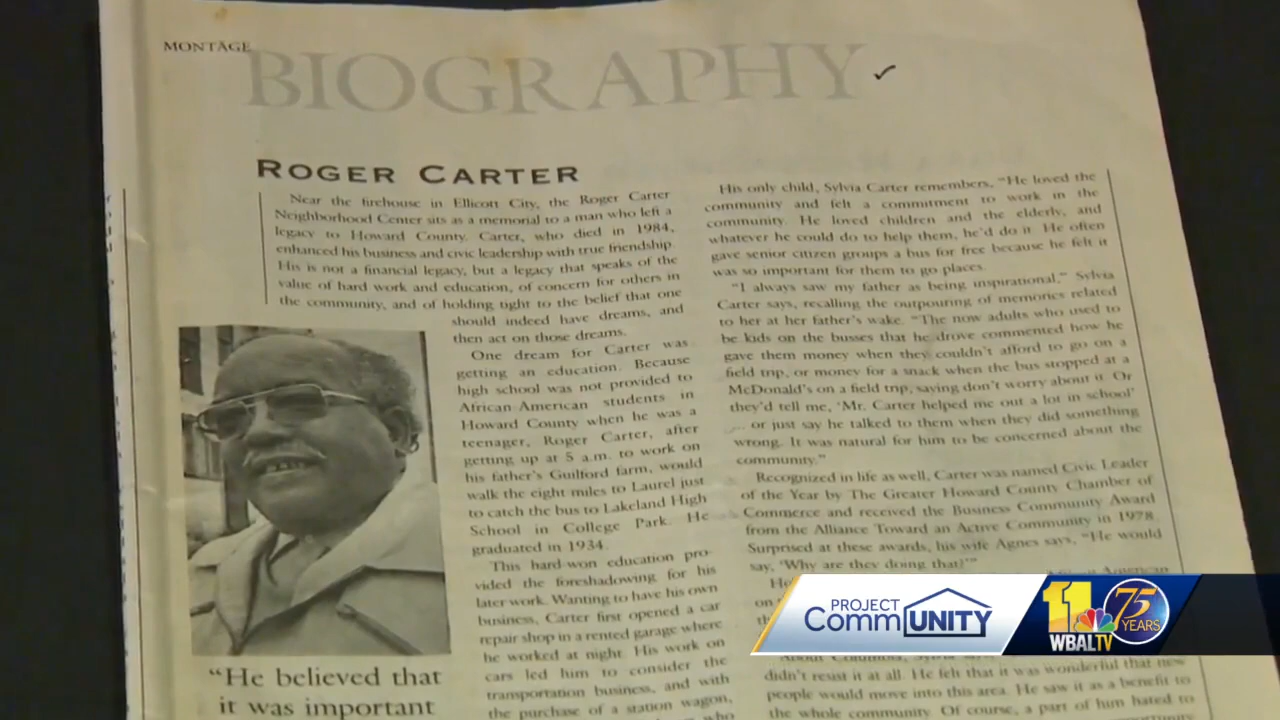 MONTAGE
BIOGRAPHY
ROGER CARTER
Near the firehouse in Ellicott City, the Roger Carter
Neighborhood Center sits as a memorial to a man who left a
legacy to Howard County. Carter, who died in 1984,
enhanced his business and civic leadership with true friendship.
His is not a financial legacy, but a legacy that speaks of the
value of hard work and education, of concern for others in
the community, and of holding tight to the belief that one
should indeed have dreams, and
then act on those dreams.
One dream for Carter was
getting an education. Because
high school was not provided to
African American students in
Howard County when he was a
teenager, Roger Carter, after
getting up at 5 a.m. to work on
his father's Guilford farm, would
walk the eight miles to Laurel just
to catch the bus to Lakeland High
School in College Park. He
graduated in 1934.
This hard-won education pro-
vided the foreshadowing for his
later work. Wanting to have his own
business, Carter first opened a car
repair shop in a rented garage where
he worked at night. His work on
cars led him to consider the
transportation business, and with
the purchase of a station wagon,
who
"He believed that
it was important
His only child, Sylvia Carter remembers, "He loved the
community and felt a commitment to work in the
community. He loved children and the elderly, and
whatever he could do to help them, he'd do it. He often
gave senior citizen groups a bus for free because he felt it
was so important for them to go places.
"I always saw my father as being inspirational," Sylvia
Carter says, recalling the outpouring of memories related
to her at her father's wake. "The now adults who used to
be kids on the busses that he drove commented how he
gave them money when they couldn't afford to go on a
field trip, or money for a snack when the bus stopped at a
McDonald's on a field trip, saying don't worry about it. Or
they'd tell me, 'Mr. Carter helped me out a lot in school'
... or just say he talked to them when they did something
wrong. It was natural for him to be concerned about the
community."
Recognized in life as well, Carter was named Civic Leader
of the Year by The Greater Howard County Chamber of
Commerce and received the Business Community Award
from the Alliance Toward an Active Community in 1978.
Surprised at these awards, his wife Agnes says, "He would
say, 'Why are they doing that?'"
American
on
About Columbia,
didn't resist it at all. He felt that it was wonderful that new
people would move into this area. He saw it as a benefit to
the whole community. Of course, a part of him hated to
PROJECT
CommUNITY
11
WBALTV
75
YEARS